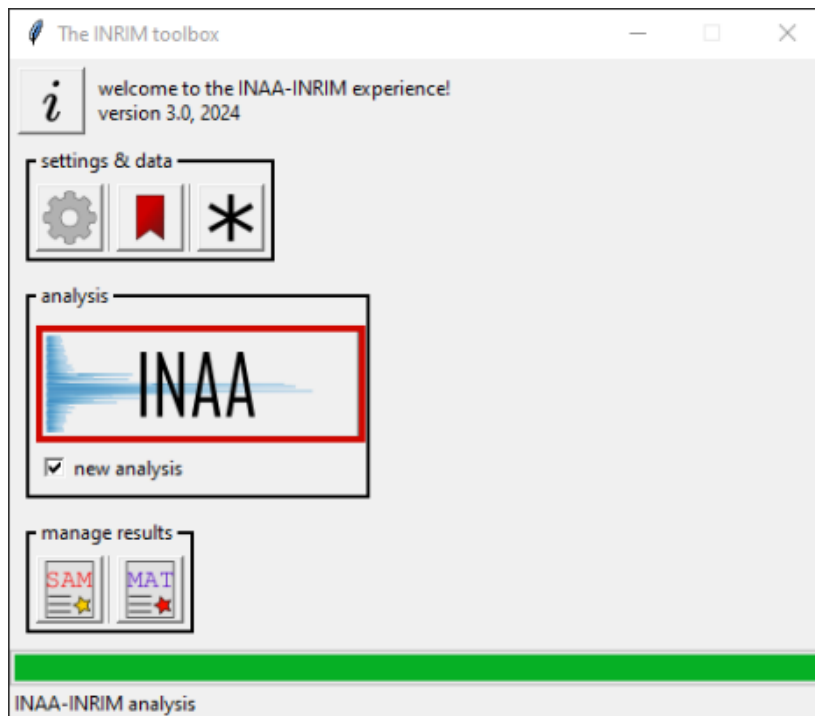 The INRIM toolbox
i
welcome to the INAA-INRIM experience!
version 3.0, 2024
settings & data
analysis
INAA
new analysis
manage results
SAM
MAT
INAA-INRIM analysis